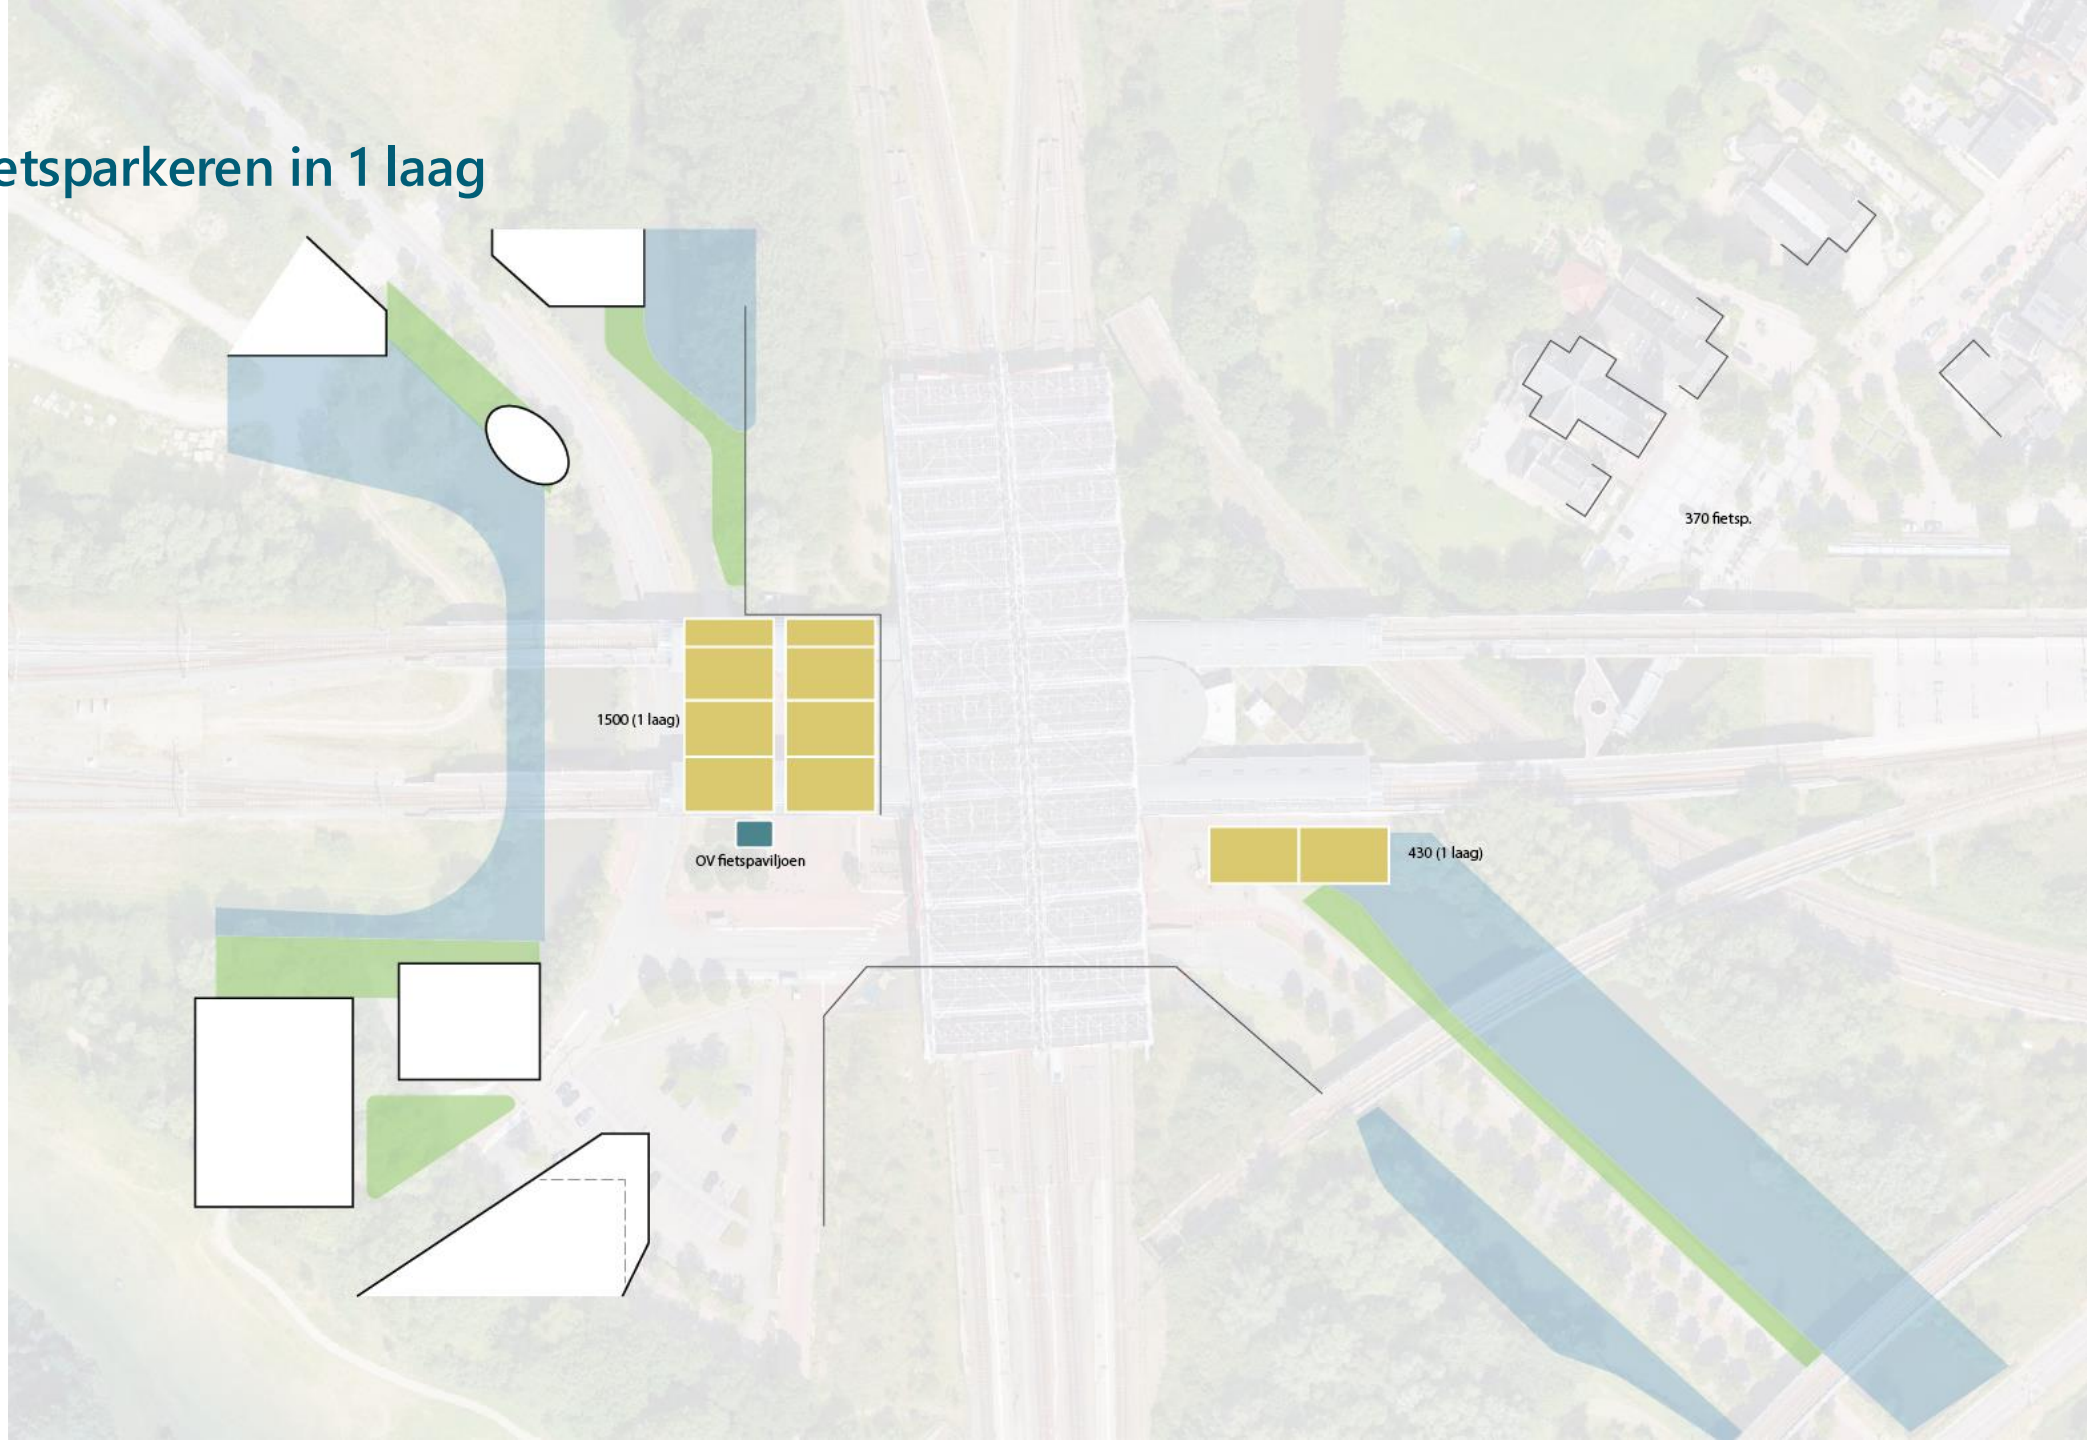 etsparkeren in 1 laag
370 fietsp.
1500 (1 laag)
OV fietspaviljoen
430 (1 laag)